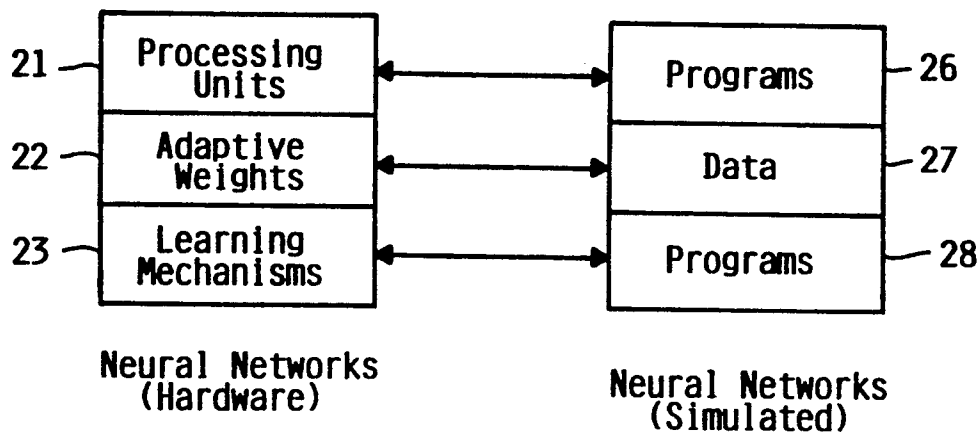 21
Processing
Units
22
Adaptive
Weights
23
Learning
Mechanisms
Neural Networks
(Hardware)
Programs
26
Data
27
Programs
28
Neural Networks
(Simulated)